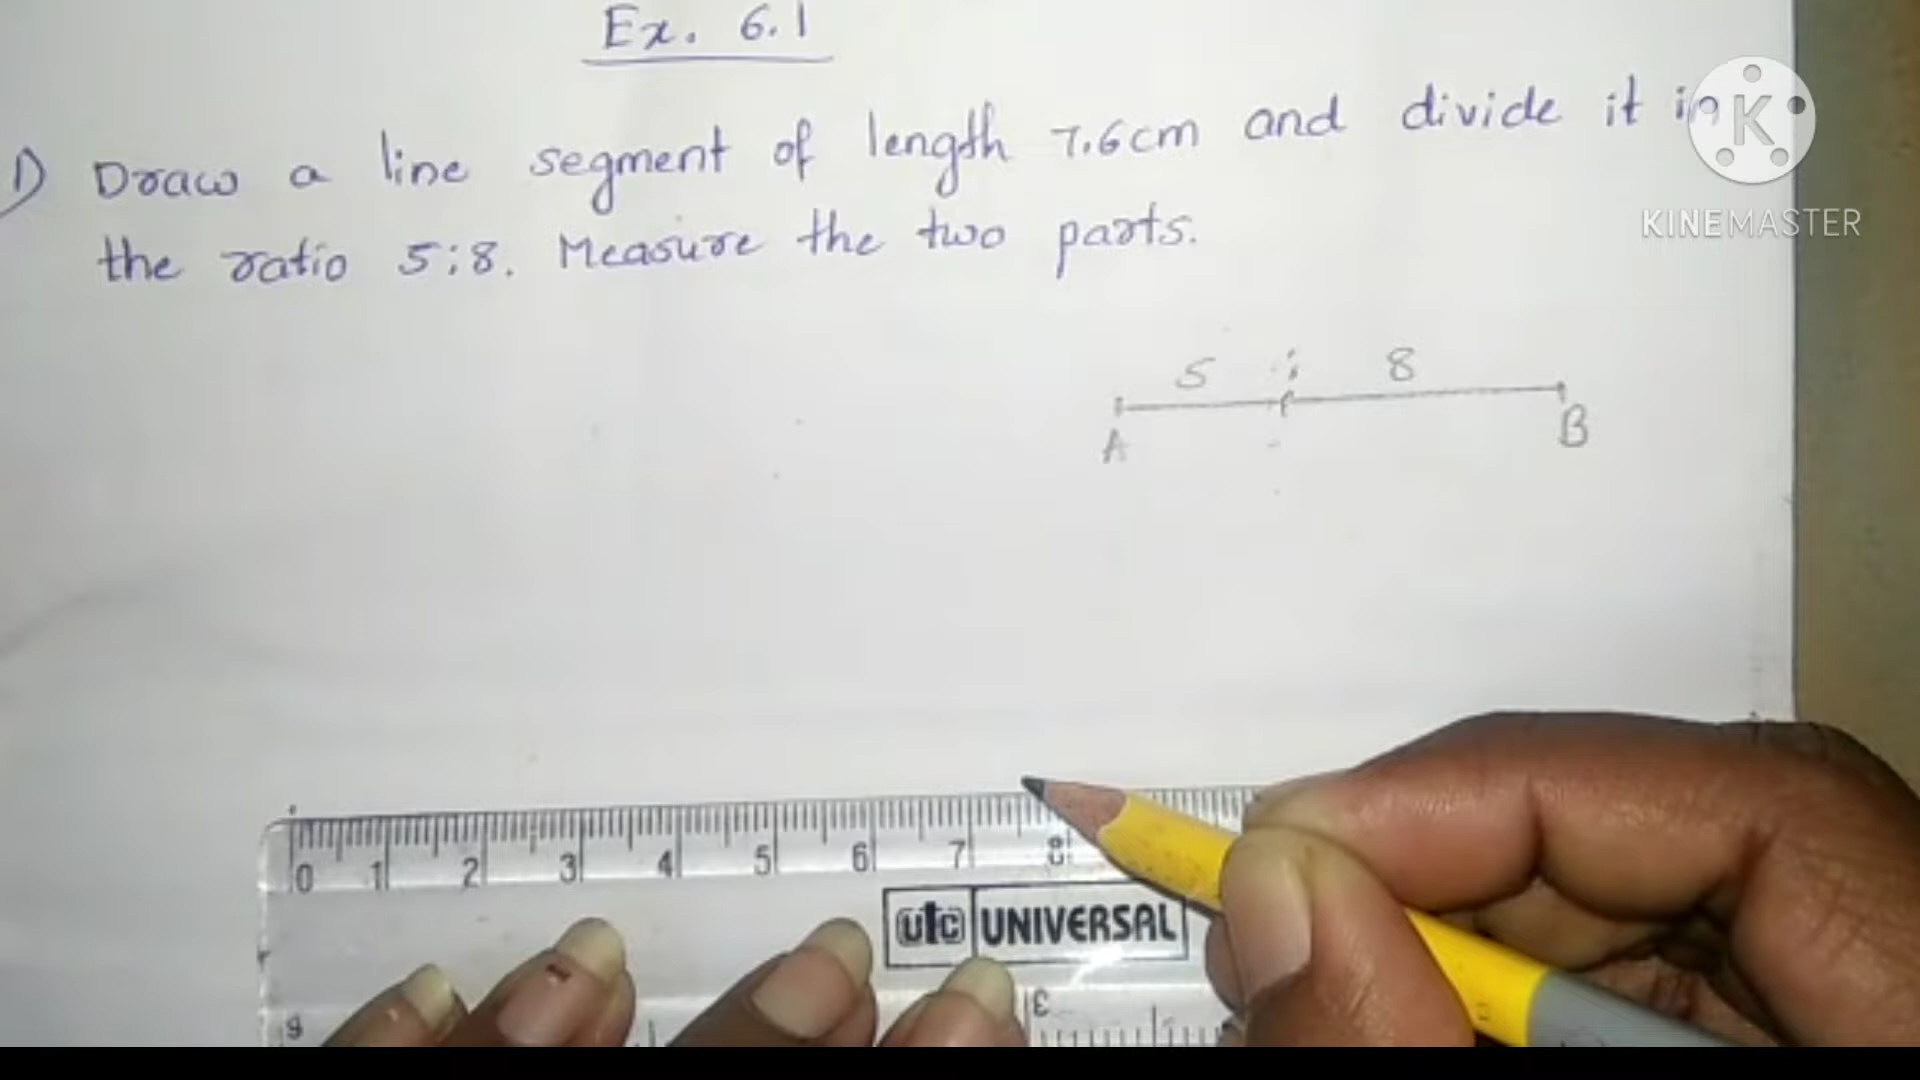 Ex. 6.1
1) Draw a line segment of length 7.6cm and divide it in
the ratio 5:8. Measure the two parts.
K
KINEMASTER
5 : 8
A B
0 1 2 3 4 5 6 7 8
utc UNIVERSAL
3